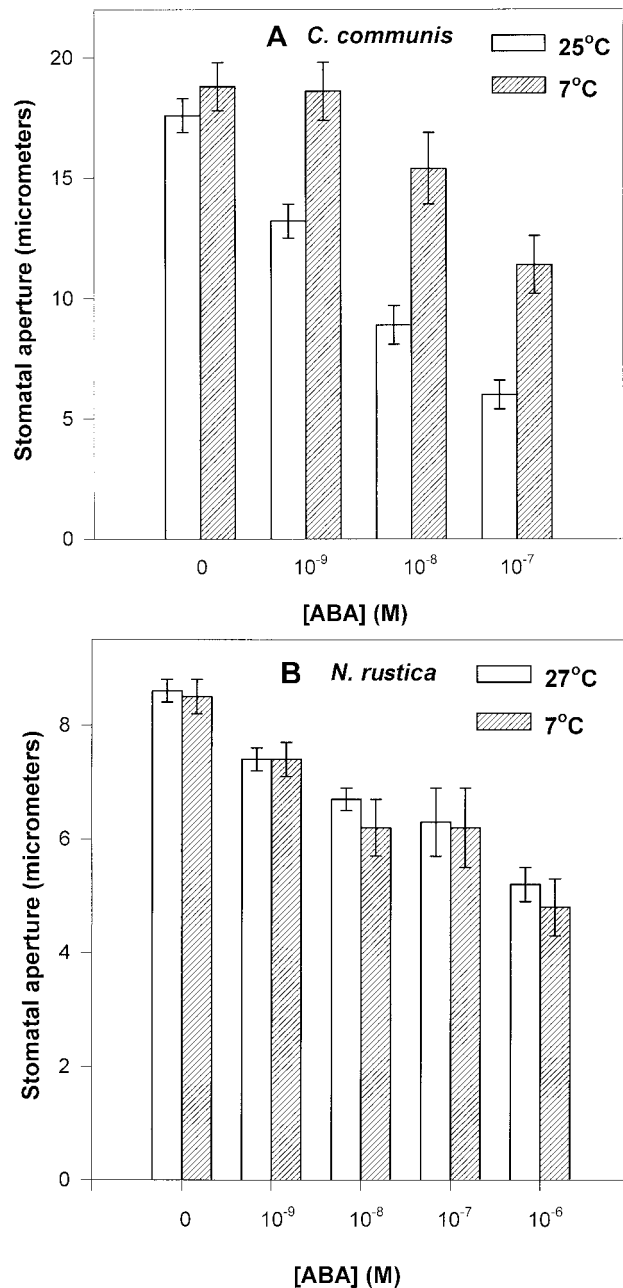 A C. communis
25°C
7°C
20
15
10
5
0
Stomatal aperture (micrometers)
0 10⁻⁹ 10⁻⁸ 10⁻⁷
[ABA] (M)
B N. rustica
27°C
7°C
8
6
4
2
0
Stomatal aperture (micrometers)
0 10⁻⁹ 10⁻⁸ 10⁻⁷ 10⁻⁶
[ABA] (M)